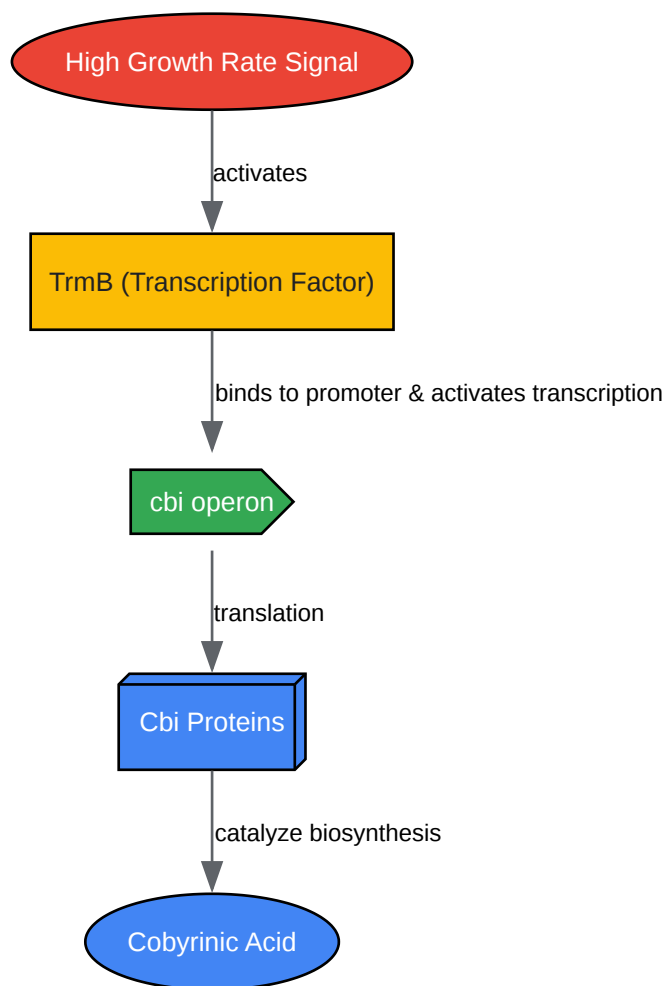 High Growth Rate Signal
activates
TrmB (Transcription Factor)
binds to promoter & activates transcription
cbi operon
translation
Cbi Proteins
catalyze biosynthesis
Cobyrinic Acid